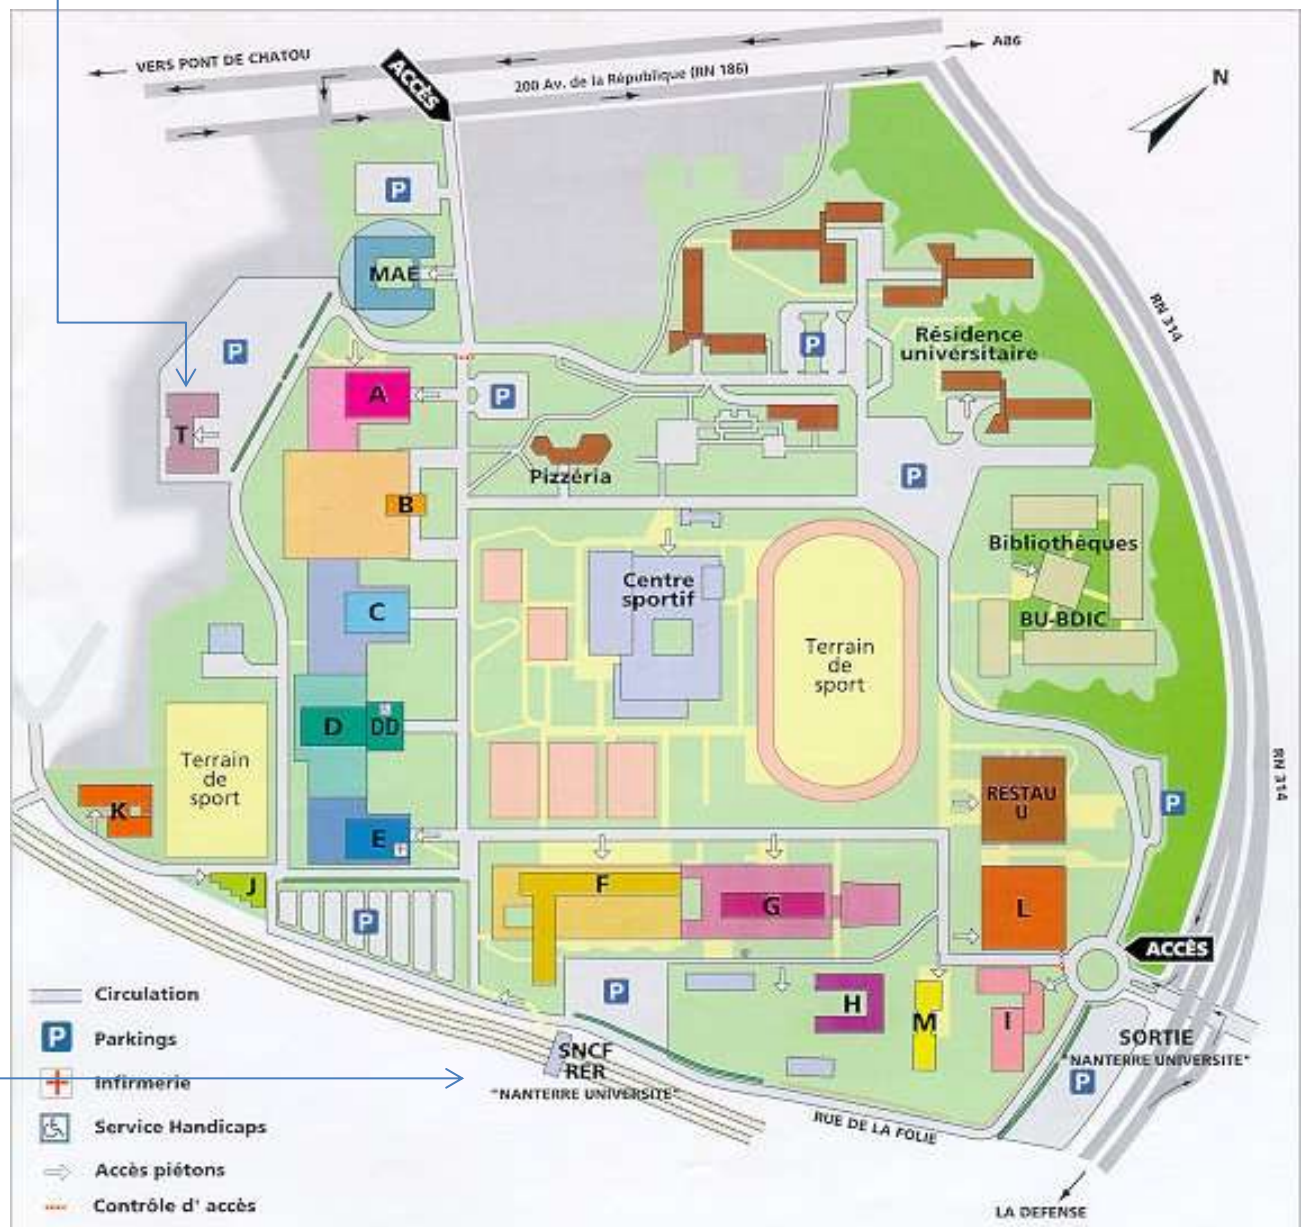 VERS PONT DE CHATOU
ACCÈS
200 Av. de la République (RN 186)
A86
N
P
MAE
RN 314
P
Résidence
universitaire
P
A
P
T
Pizzéria
P
B
Bibliothèques
Centre
sportif
C
BU-BDIC
Terrain
de
sport
D
DD
Terrain
de
sport
RN 314
RESTAU
U
P
K
E
J
F
G
L
P
ACCÈS
P
H
M
I
SORTIE
"NANTERRE UNIVERSITE"
P
SNCF
RER
"NANTERRE UNIVERSITE"
RUE DE LA FOLIE
LA DEFENSE
Circulation
P Parkings
Infirmerie
Service Handicaps
Accès piétons
Contrôle d' accès